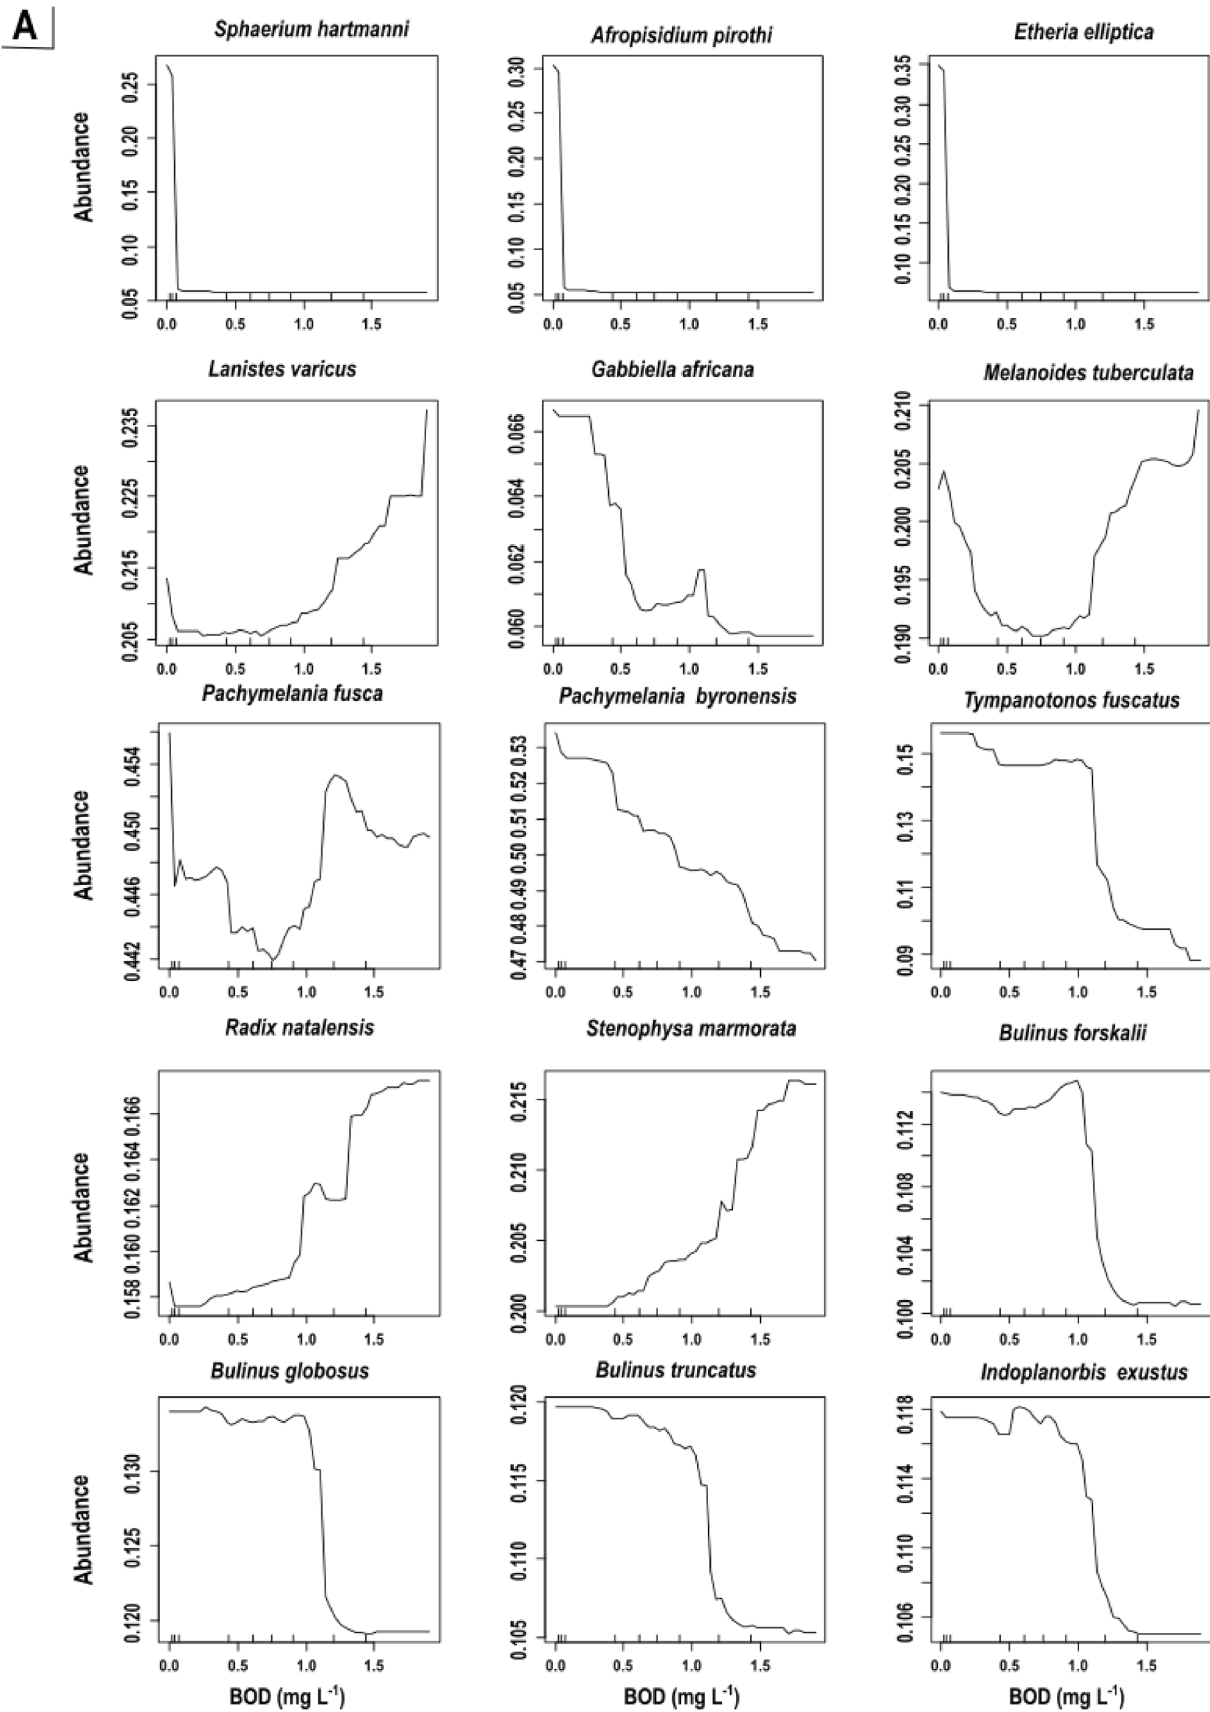 A
Sphaerium hartmanni
Afropisidium pirothi
Etheria elliptica
Abundance
0.05 0.10 0.15 0.20 0.25
0.05 0.10 0.15 0.20 0.25 0.30
0.10 0.15 0.20 0.25 0.30 0.35
0.0 0.5 1.0 1.5
0.0 0.5 1.0 1.5
0.0 0.5 1.0 1.5
Lanistes varicus
Gabbiella africana
Melanoides tuberculata
Abundance
0.205 0.215 0.225 0.235
0.060 0.062 0.064 0.066
0.190 0.195 0.200 0.205 0.210
0.0 0.5 1.0 1.5
0.0 0.5 1.0 1.5
0.0 0.5 1.0 1.5
Pachymelania fusca
Pachymelania byronensis
Tympanotonos fuscatus
Abundance
0.442 0.446 0.450 0.454
0.47 0.48 0.49 0.50 0.51 0.52 0.53
0.09 0.11 0.13 0.15
0.0 0.5 1.0 1.5
0.0 0.5 1.0 1.5
0.0 0.5 1.0 1.5
Radix natalensis
Stenophysa marmorata
Bulinus forskalii
Abundance
0.158 0.160 0.162 0.164 0.166
0.200 0.205 0.210 0.215
0.100 0.104 0.108 0.112
0.0 0.5 1.0 1.5
0.0 0.5 1.0 1.5
0.0 0.5 1.0 1.5
Bulinus globosus
Bulinus truncatus
Indoplanorbis exustus
Abundance
0.120 0.125 0.130
0.105 0.110 0.115 0.120
0.106 0.110 0.114 0.118
0.0 0.5 1.0 1.5
0.0 0.5 1.0 1.5
0.0 0.5 1.0 1.5
BOD (mg L⁻¹)
BOD (mg L⁻¹)
BOD (mg L⁻¹)